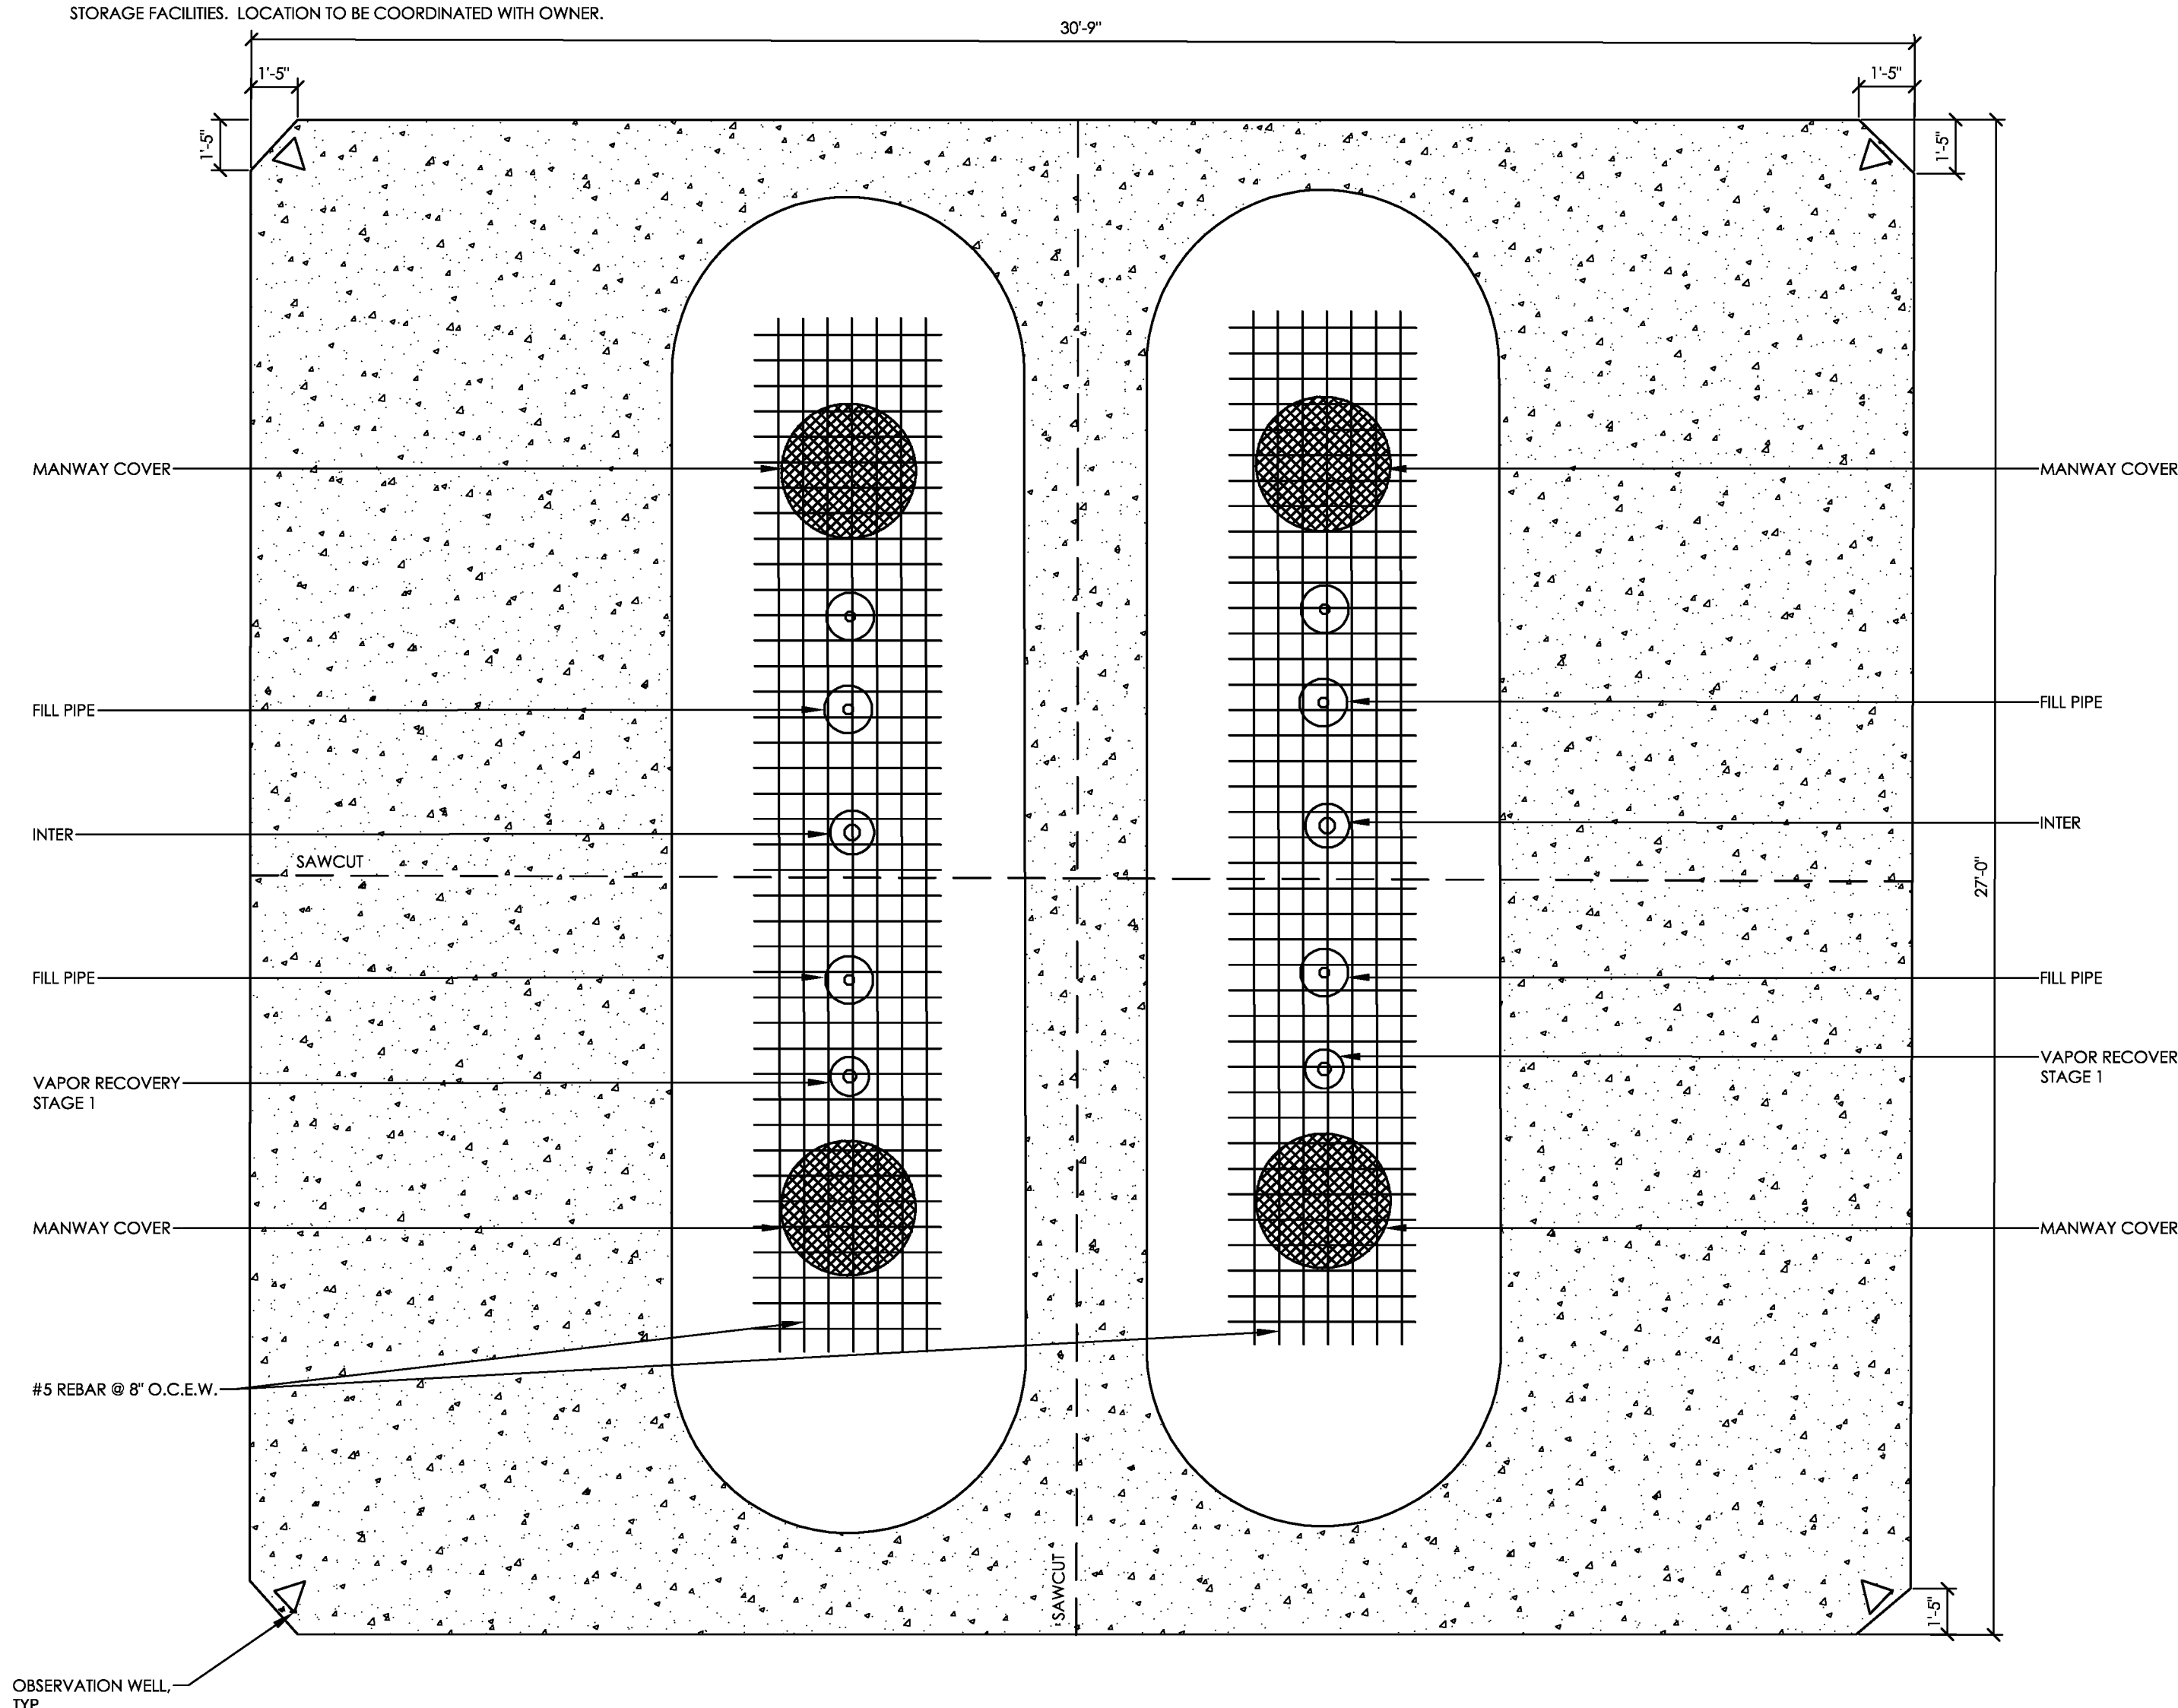 STORAGE FACILITIES. LOCATION TO BE COORDINATED WITH OWNER.
30'-9"
1'-5"
1'-5"
1'-5"
1'-5"
MANWAY COVER
MANWAY COVER
FILL PIPE
FILL PIPE
INTER
INTER
SAWCUT
27'-0"
FILL PIPE
FILL PIPE
VAPOR RECOVERY
STAGE 1
VAPOR RECOVER
STAGE 1
MANWAY COVER
MANWAY COVER
#5 REBAR @ 8" O.C.E.W.
SAWCUT
1'-5"
OBSERVATION WELL,
TYP